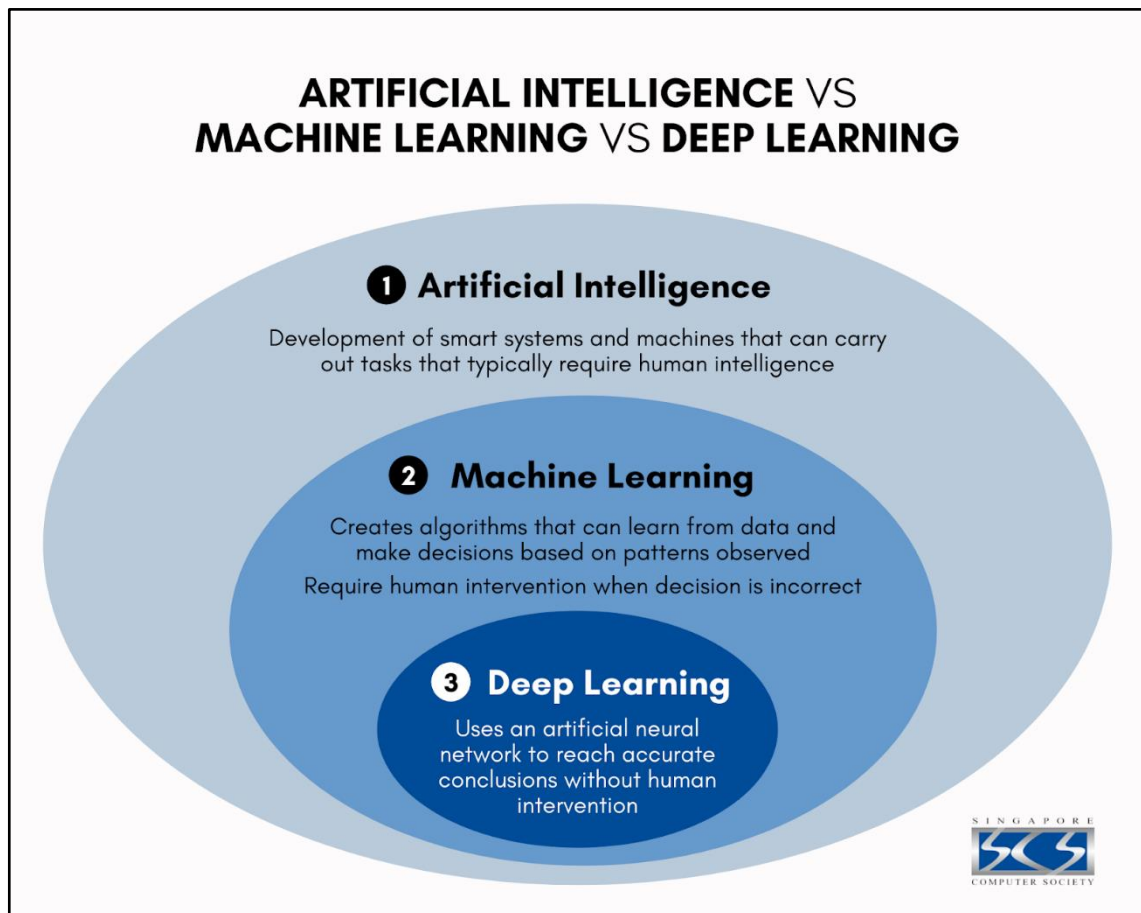 ARTIFICIAL INTELLIGENCE VS
MACHINE LEARNING VS DEEP LEARNING
1 Artificial Intelligence
Development of smart systems and machines that can carry
out tasks that typically require human intelligence
2 Machine Learning
Creates algorithms that can learn from data and
make decisions based on patterns observed
Require human intervention when decision is incorrect
3 Deep Learning
Uses an artificial neural
network to reach accurate
conclusions without human
intervention
SINGAPORE
SCS
COMPUTER SOCIETY